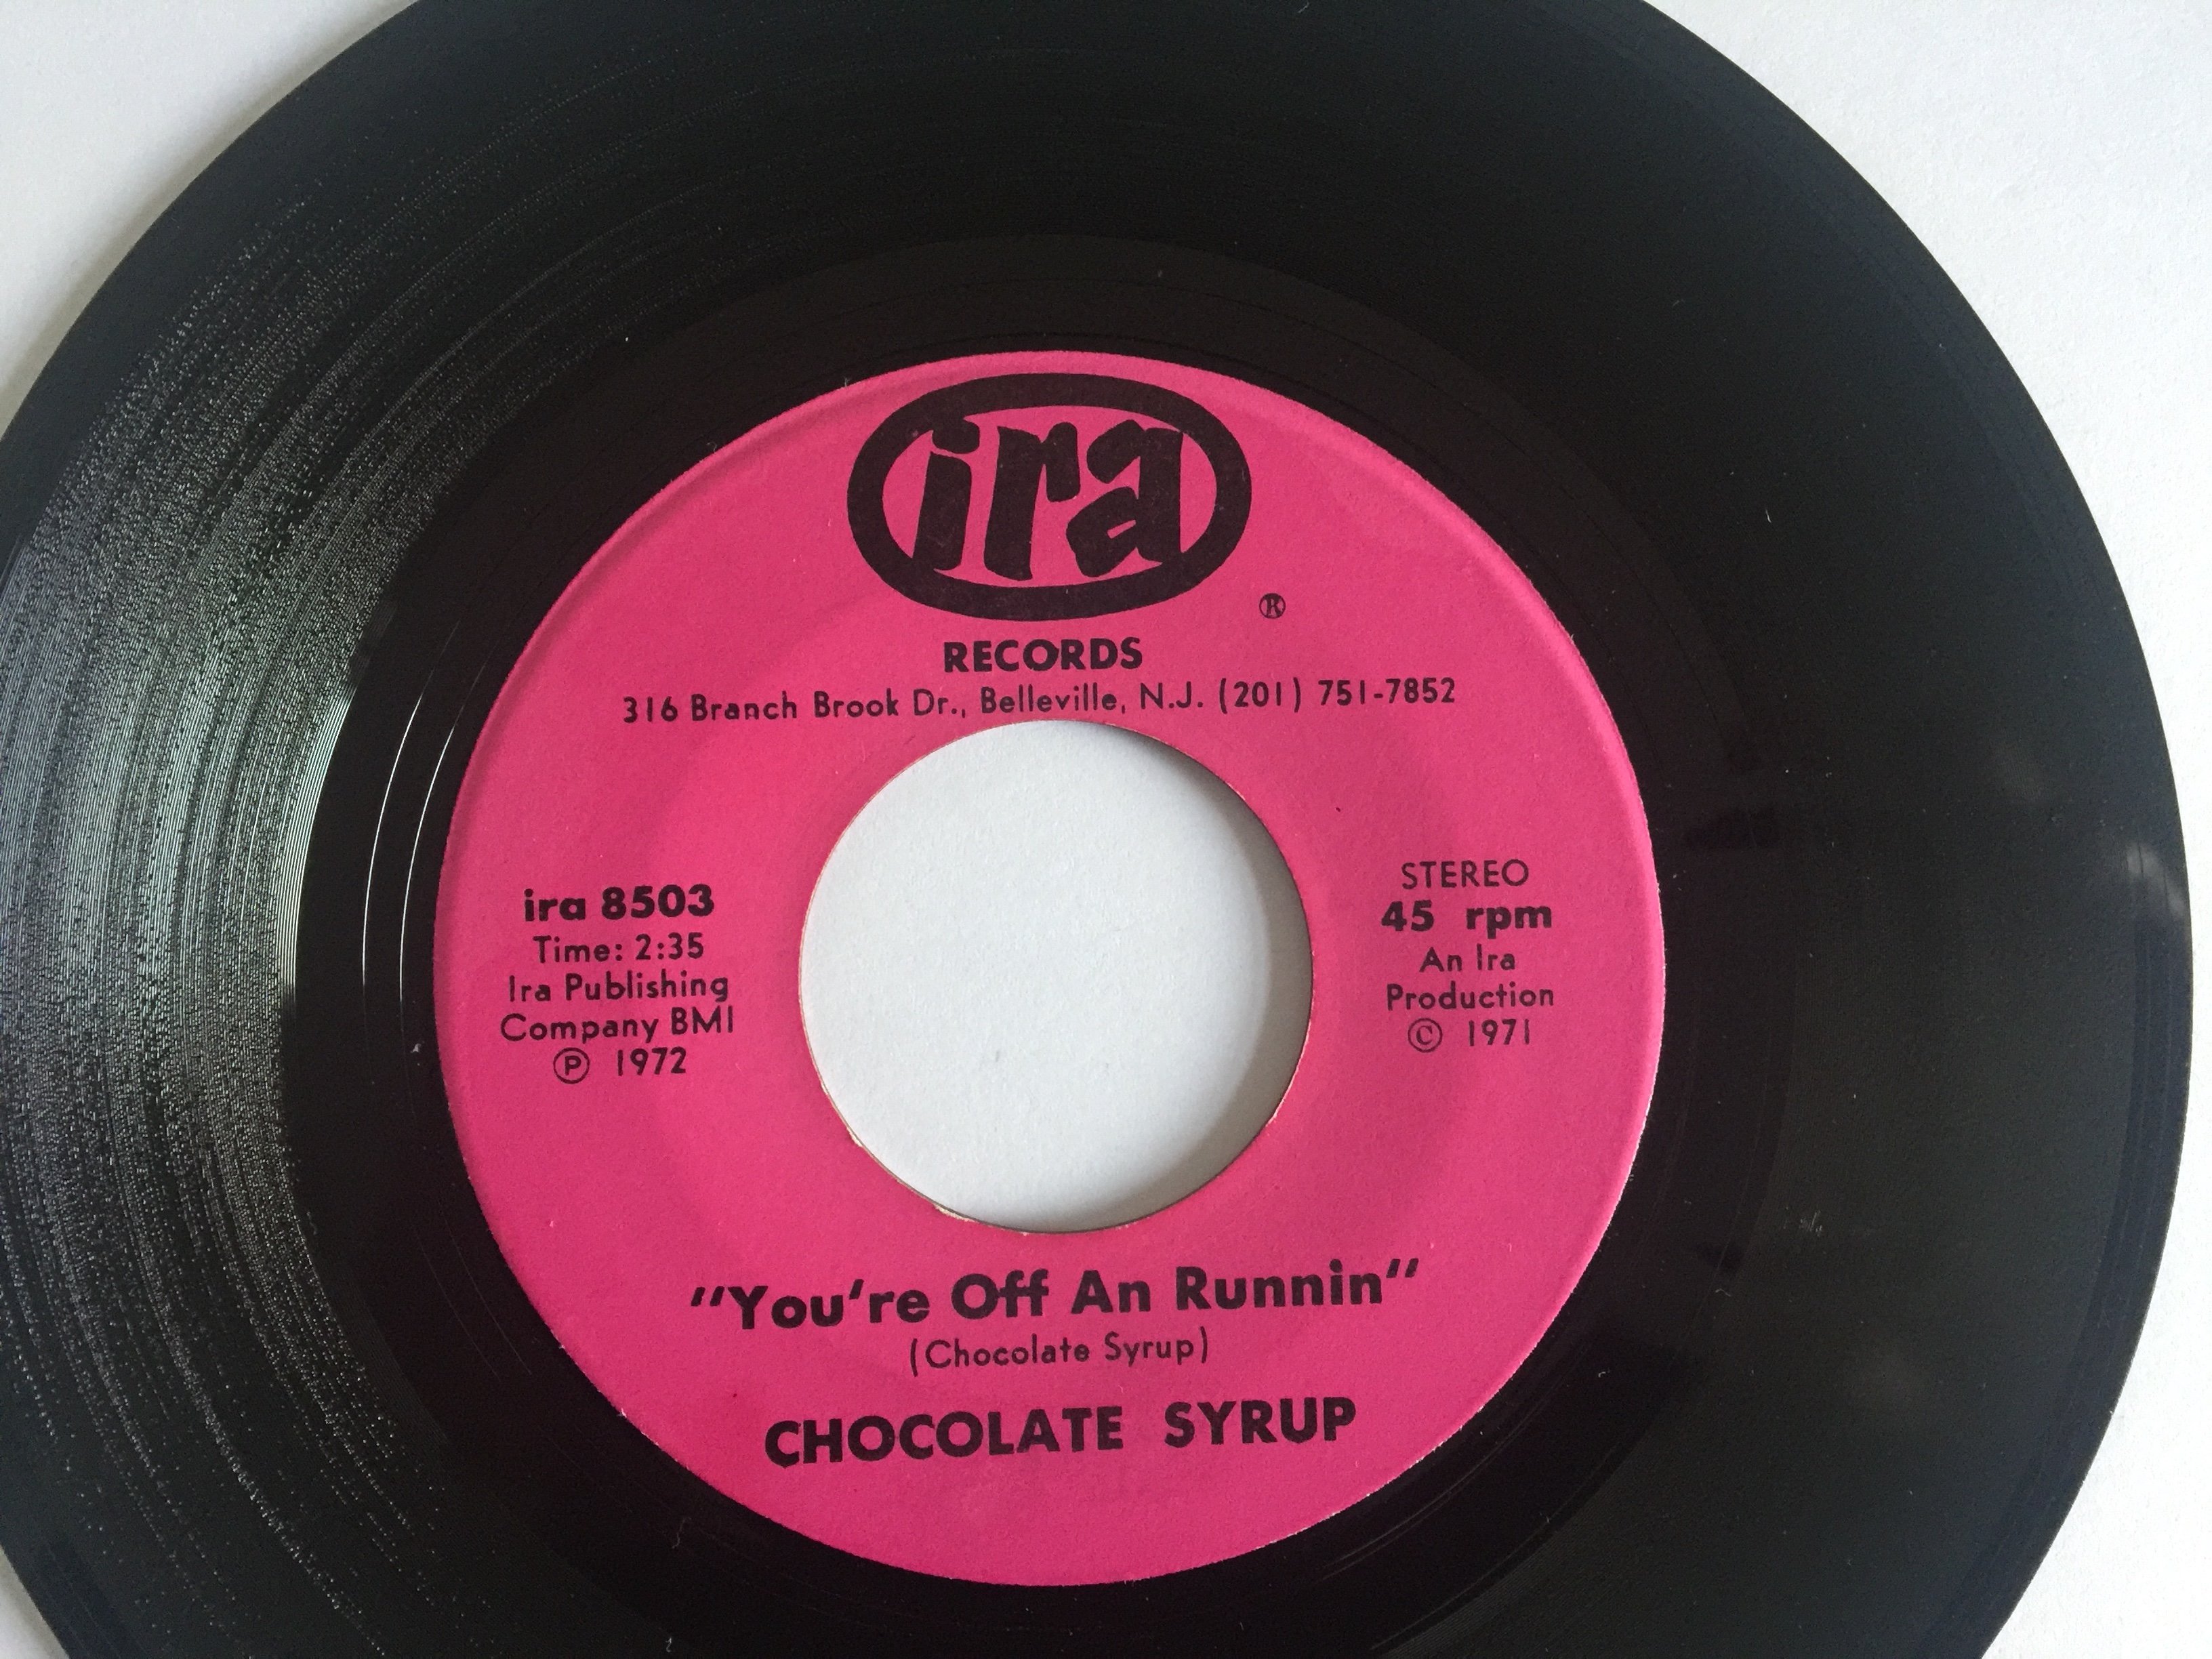 ira
®
RECORDS
316 Branch Brook Dr., Belleville, N.J. (201) 751-7852
ira 8503
Time: 2:35
Ira Publishing
Company BMI
Ⓟ 1972
STEREO
45 rpm
An Ira
Production
© 1971
"You're Off An Runnin"
(Chocolate Syrup)
CHOCOLATE SYRUP